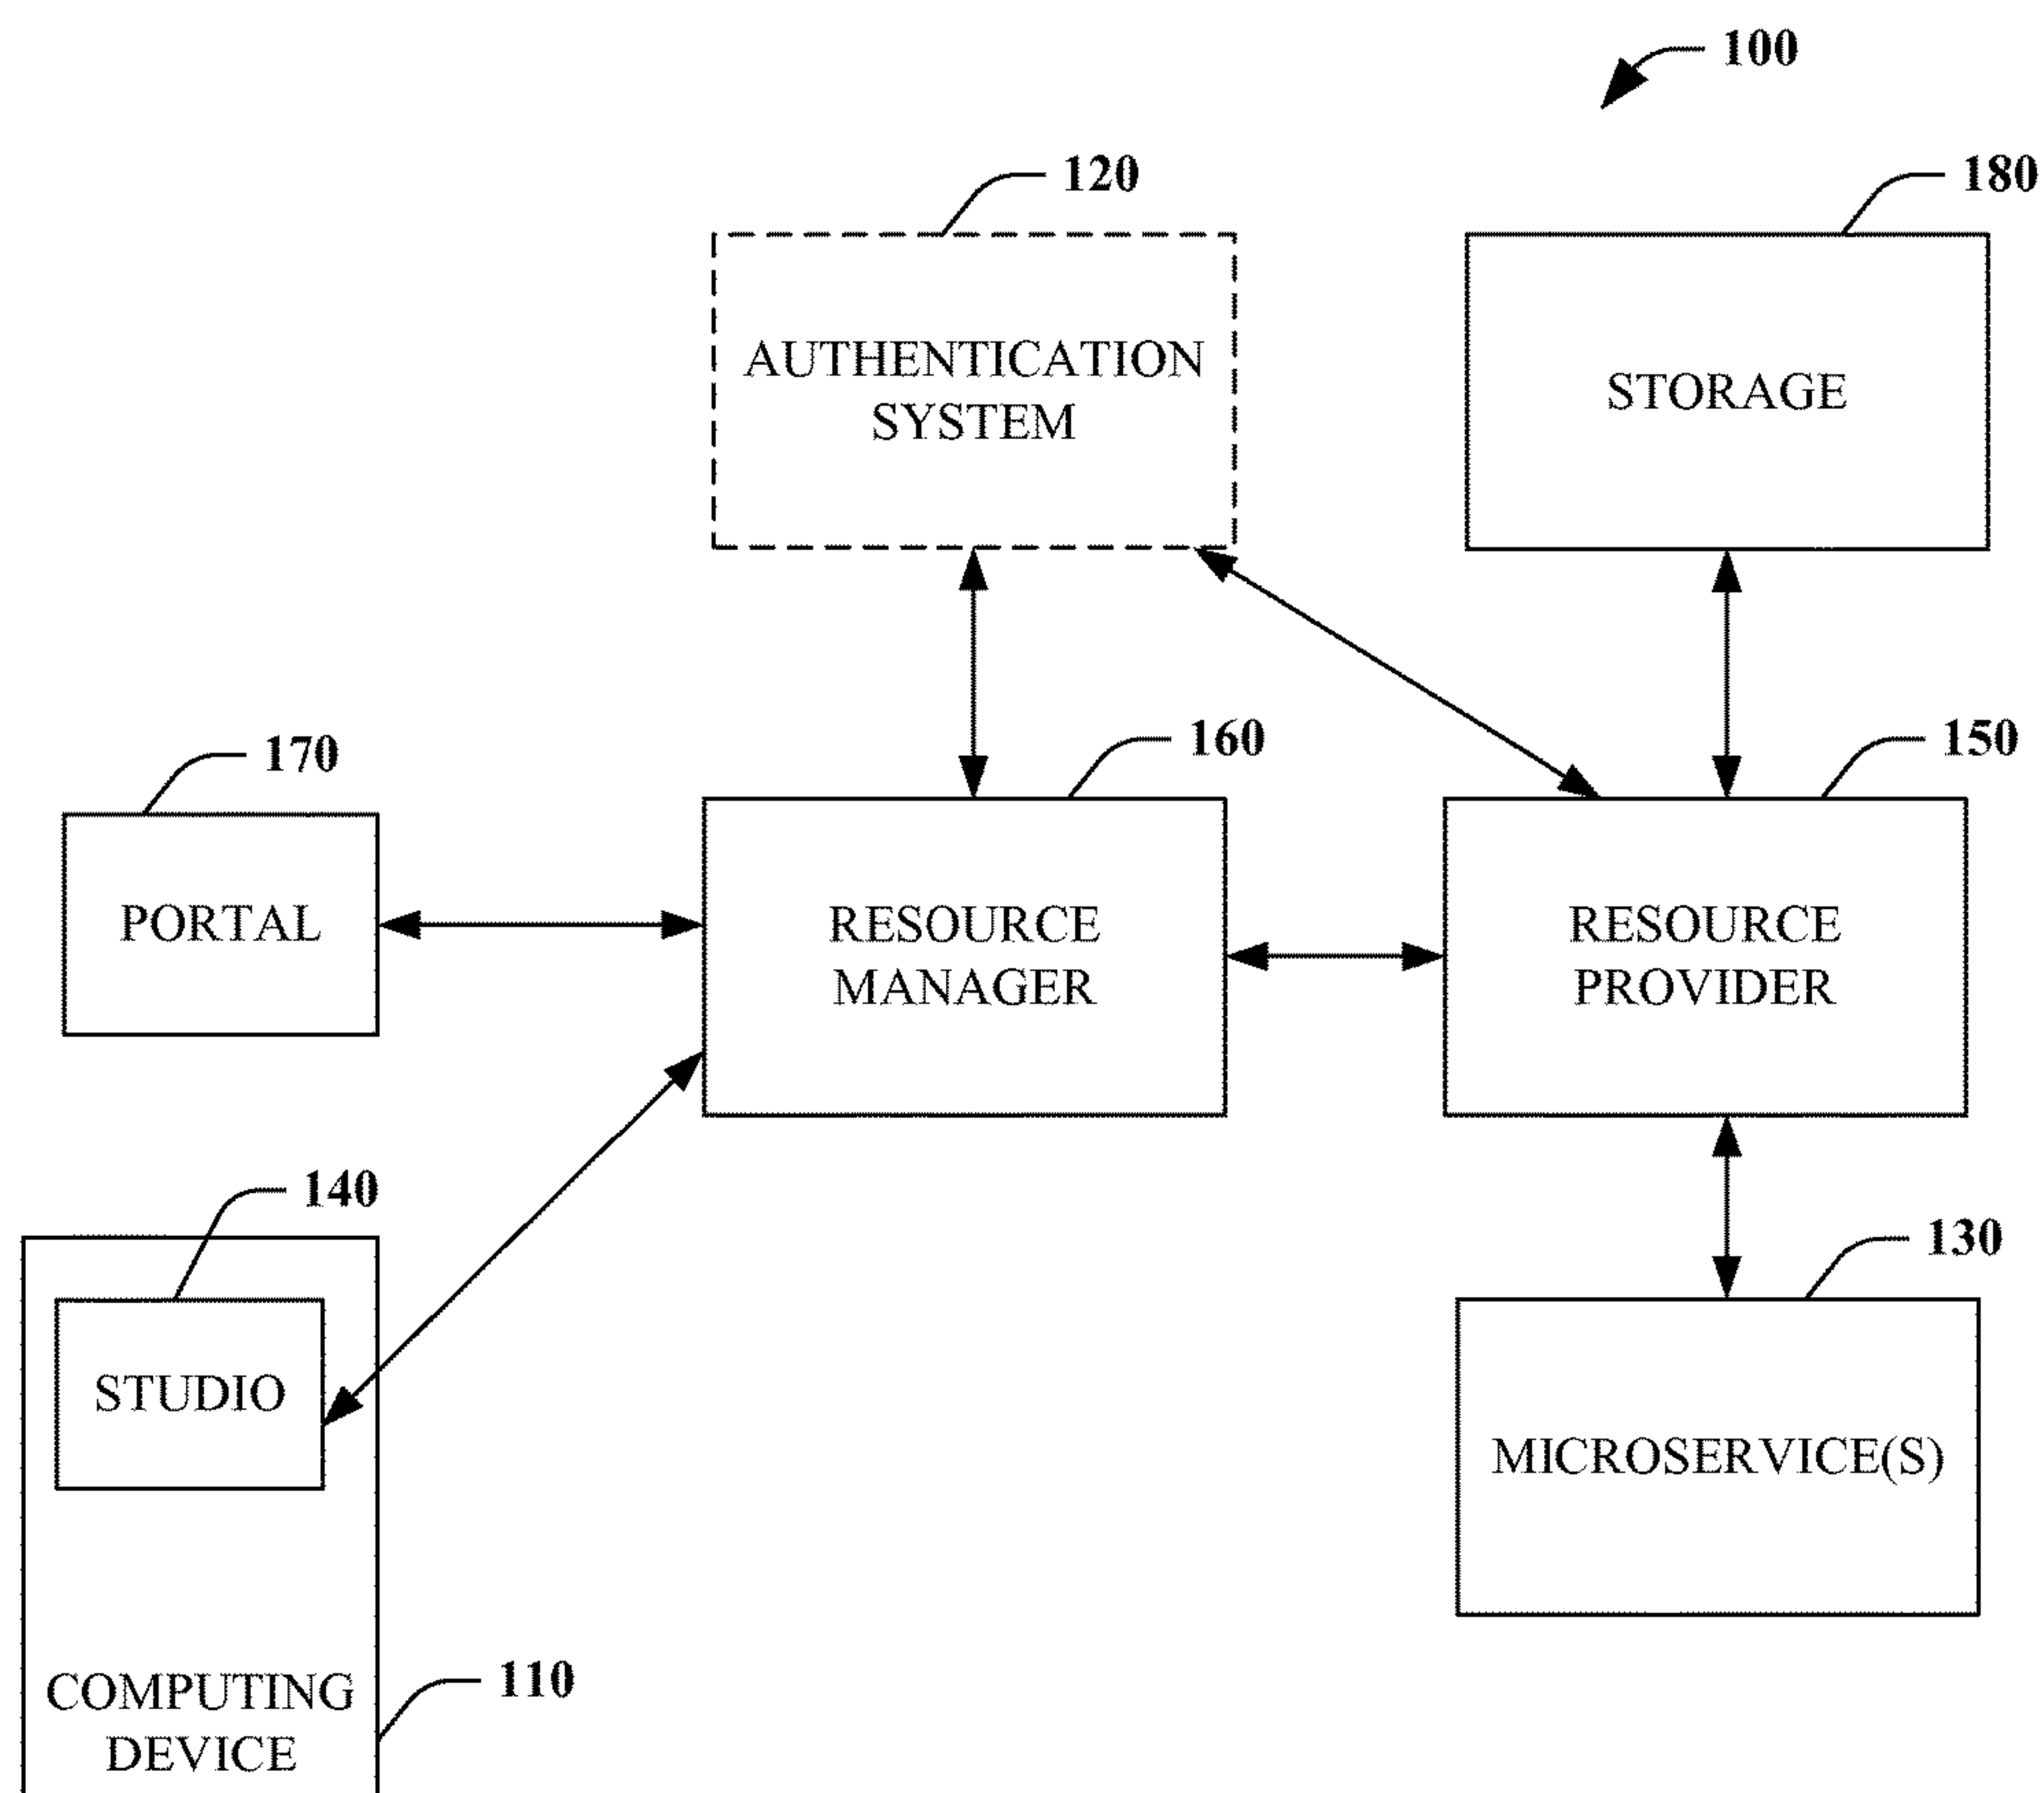 100
120
180
AUTHENTICATION
SYSTEM
STORAGE
170
160
150
PORTAL
RESOURCE
MANAGER
RESOURCE
PROVIDER
140
130
STUDIO
MICROSERVICE(S)
110
COMPUTING
DEVICE